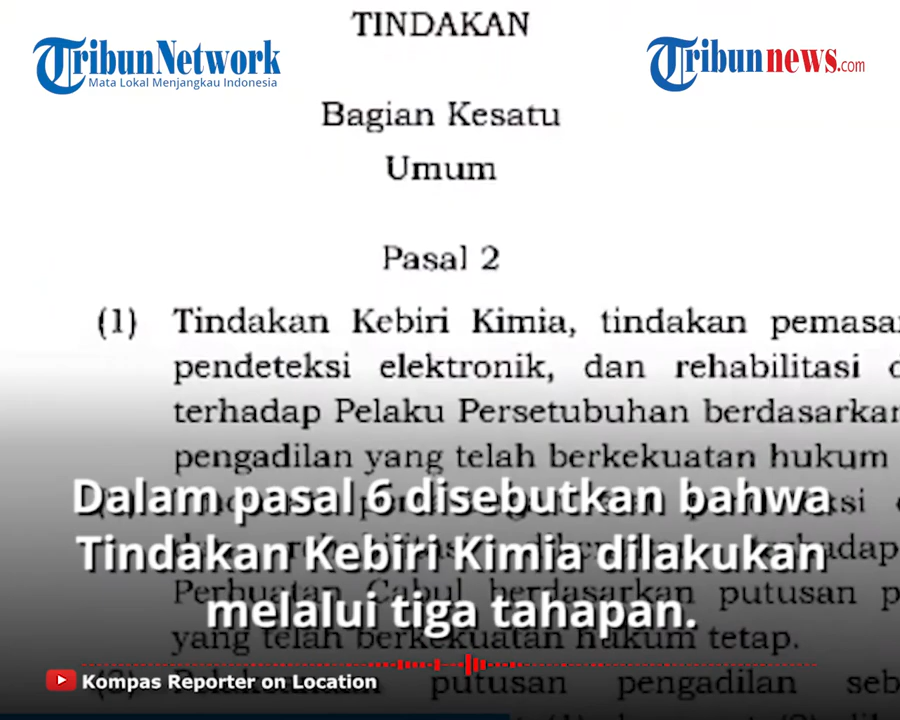 TINDAKAN
TribunNetwork
Mata Lokal Menjangkau Indonesia
Tribunnews.com
Bagian Kesatu
Umum
Pasal 2
(1) Tindakan Kebiri Kimia, tindakan pemasa
pendeteksi elektronik, dan rehabilitasi d
terhadap Pelaku Persetubuhan berdasarkan
pengadilan yang telah berkekuatan hukum
Dalam pasal 6 disebutkan bahwa
Tindakan Kebiri Kimia dilakukan
Perbuatan Cabul berdasarkan putusan p
melalui tiga tahapan.
yang telah berkekuatan hukum tetap.
Kompas Reporter on Location
putusan pengadilan seb